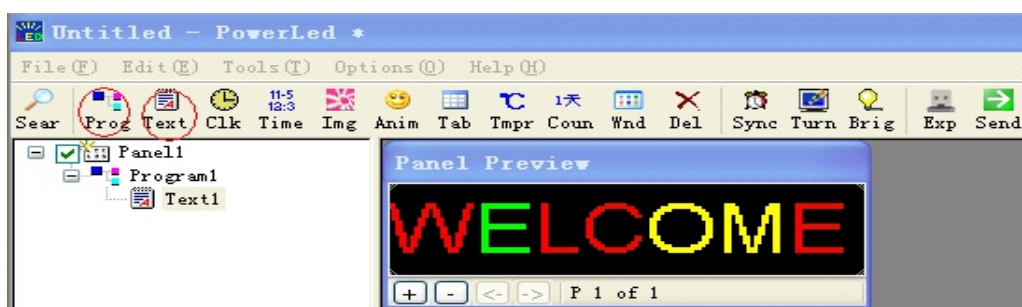 Untitled - PowerLed *
File(F) Edit(E) Tools(T) Options(O) Help(H)
11-5
12:3 ℃ 1天
Sear Prog Text Clk Time Img Anim Tab Tmpr Coun Wnd Del Sync Turn Brig Exp Send
Panel1
Program1
Text1
Panel Preview
WELCOME
+ - <- -> P 1 of 1